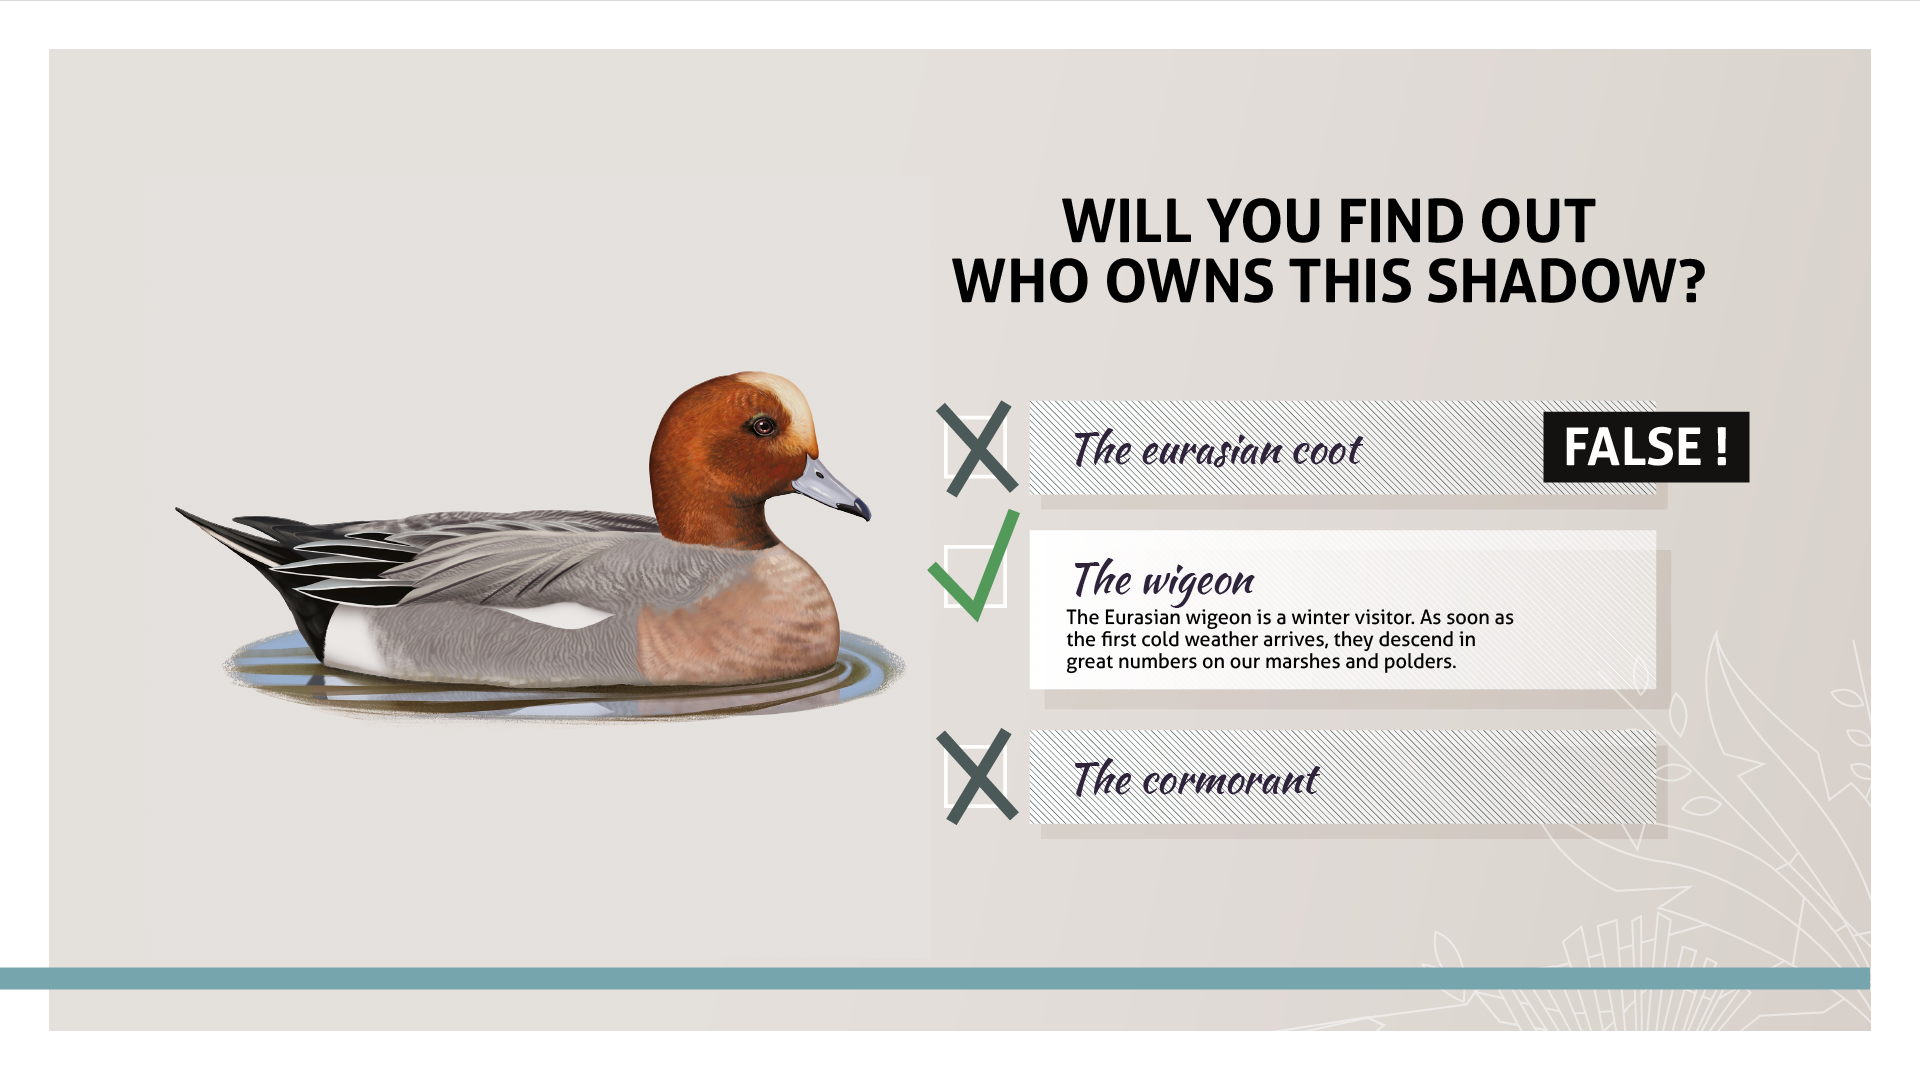 WILL YOU FIND OUT
WHO OWNS THIS SHADOW?
The eurasian coot
FALSE !
The wigeon
The Eurasian wigeon is a winter visitor. As soon as
the first cold weather arrives, they descend in
great numbers on our marshes and polders.
The cormorant